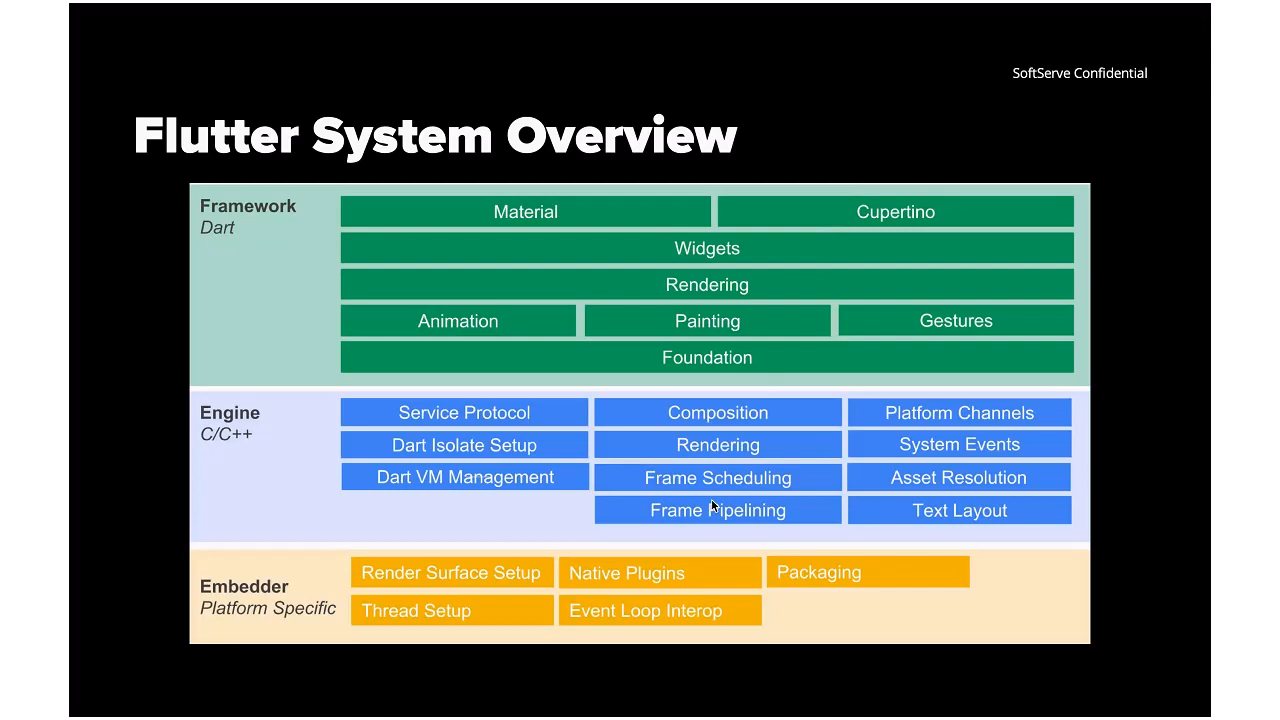 SoftServe Confidential
Flutter System Overview
Framework
Dart
Material
Cupertino
Widgets
Rendering
Animation
Painting
Gestures
Foundation
Engine
C/C++
Service Protocol
Composition
Platform Channels
Dart Isolate Setup
Rendering
System Events
Dart VM Management
Frame Scheduling
Asset Resolution
Frame Pipelining
Text Layout
Embedder
Platform Specific
Render Surface Setup
Native Plugins
Packaging
Thread Setup
Event Loop Interop